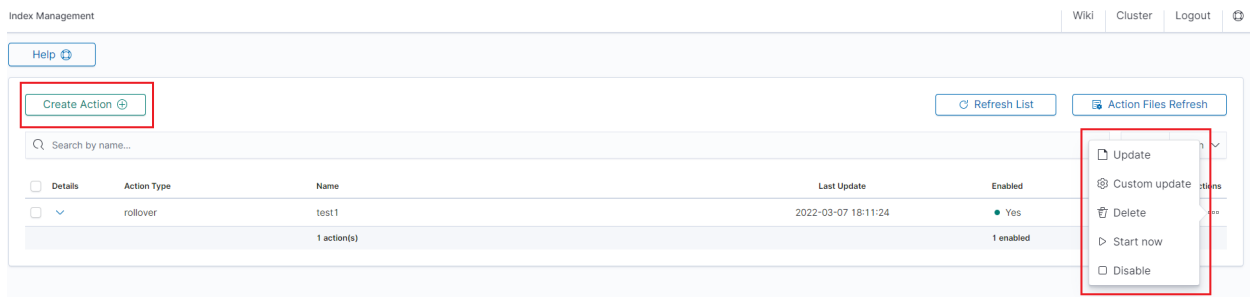 Index Management
Wiki Cluster Logout
Help
Create Action
Refresh List Action Files Refresh
Search by name...
Details Action Type Name Last Update Enabled
rollover test1 2022-03-07 18:11:24 Yes
1 action(s) 1 enabled
Update
Custom update
Delete
Start now
Disable